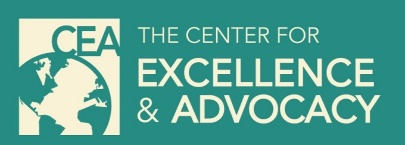 CEA
THE CENTER FOR
EXCELLENCE
& ADVOCACY